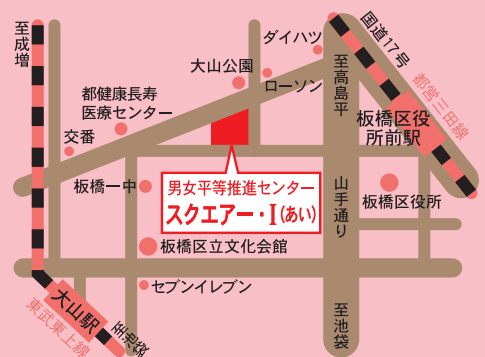 至成増
ダイハツ
国道17号
大山公園
ローソン
至高島平
都営三田線
都健康長寿
医療センター
板橋区役
所前駅
交番
板橋一中
男女平等推進センター
スクエアー・I(あい)
山手通り
板橋区役所
板橋区立文化会館
セブンイレブン
大山駅
東武東上線
至池袋
至池袋